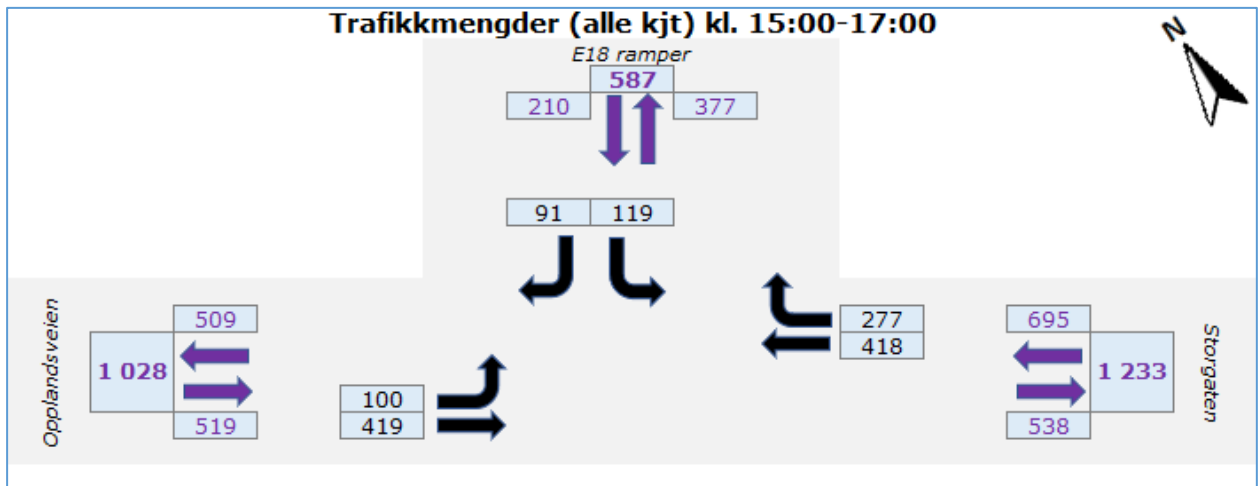 Trafikkmengder (alle kjt) kl. 15:00-17:00
N
E18 ramper
587
210 377
91 119
Opplandsveien
509
1 028
519
100
419
277
418
695
1 233
538
Storgaten